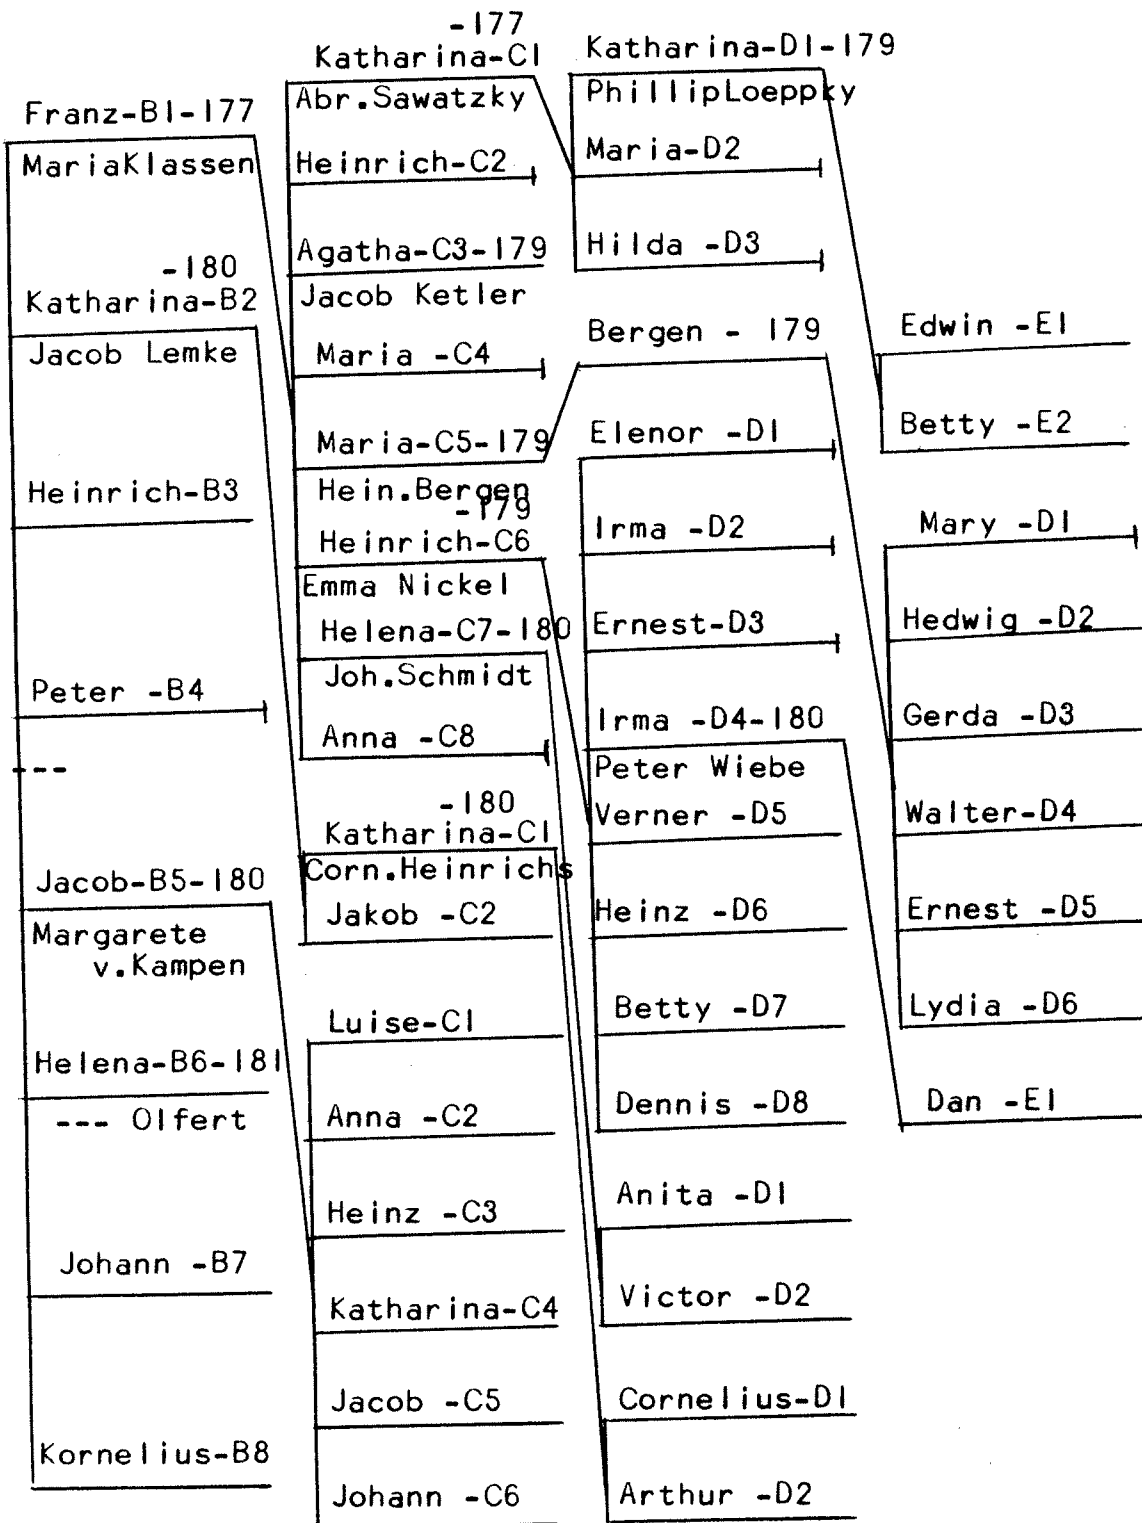 Franz-B1-177
MariaKlassen
-180
Katharina-B2
Jacob Lemke
Heinrich-B3
Peter -B4
---
Jacob-B5-180
Margarete
v.Kampen
Helena-B6-181
--- Olfert
Johann -B7
Kornelius-B8
-177
Katharina-C1
Abr.Sawatzky
Heinrich-C2
Agatha-C3-179
Jacob Ketler
Maria -C4
Maria-C5-179
Hein.Bergen
-179
Heinrich-C6
Emma Nickel
Helena-C7-180
Joh.Schmidt
Anna -C8
-180
Katharina-C1
Corn.Heinrichs
Jakob -C2
Luise-C1
Anna -C2
Heinz -C3
Katharina-C4
Jacob -C5
Johann -C6
Katharina-D1-179
PhillipLoeppky
Maria-D2
Hilda -D3
Bergen - 179
Elenor -D1
Irma -D2
Ernest-D3
Irma -D4-180
Peter Wiebe
Verner -D5
Heinz -D6
Betty -D7
Dennis -D8
Anita -D1
Victor -D2
Cornelius-D1
Arthur -D2
Edwin -E1
Betty -E2
Mary -D1
Hedwig -D2
Gerda -D3
Walter-D4
Ernest -D5
Lydia -D6
Dan -E1